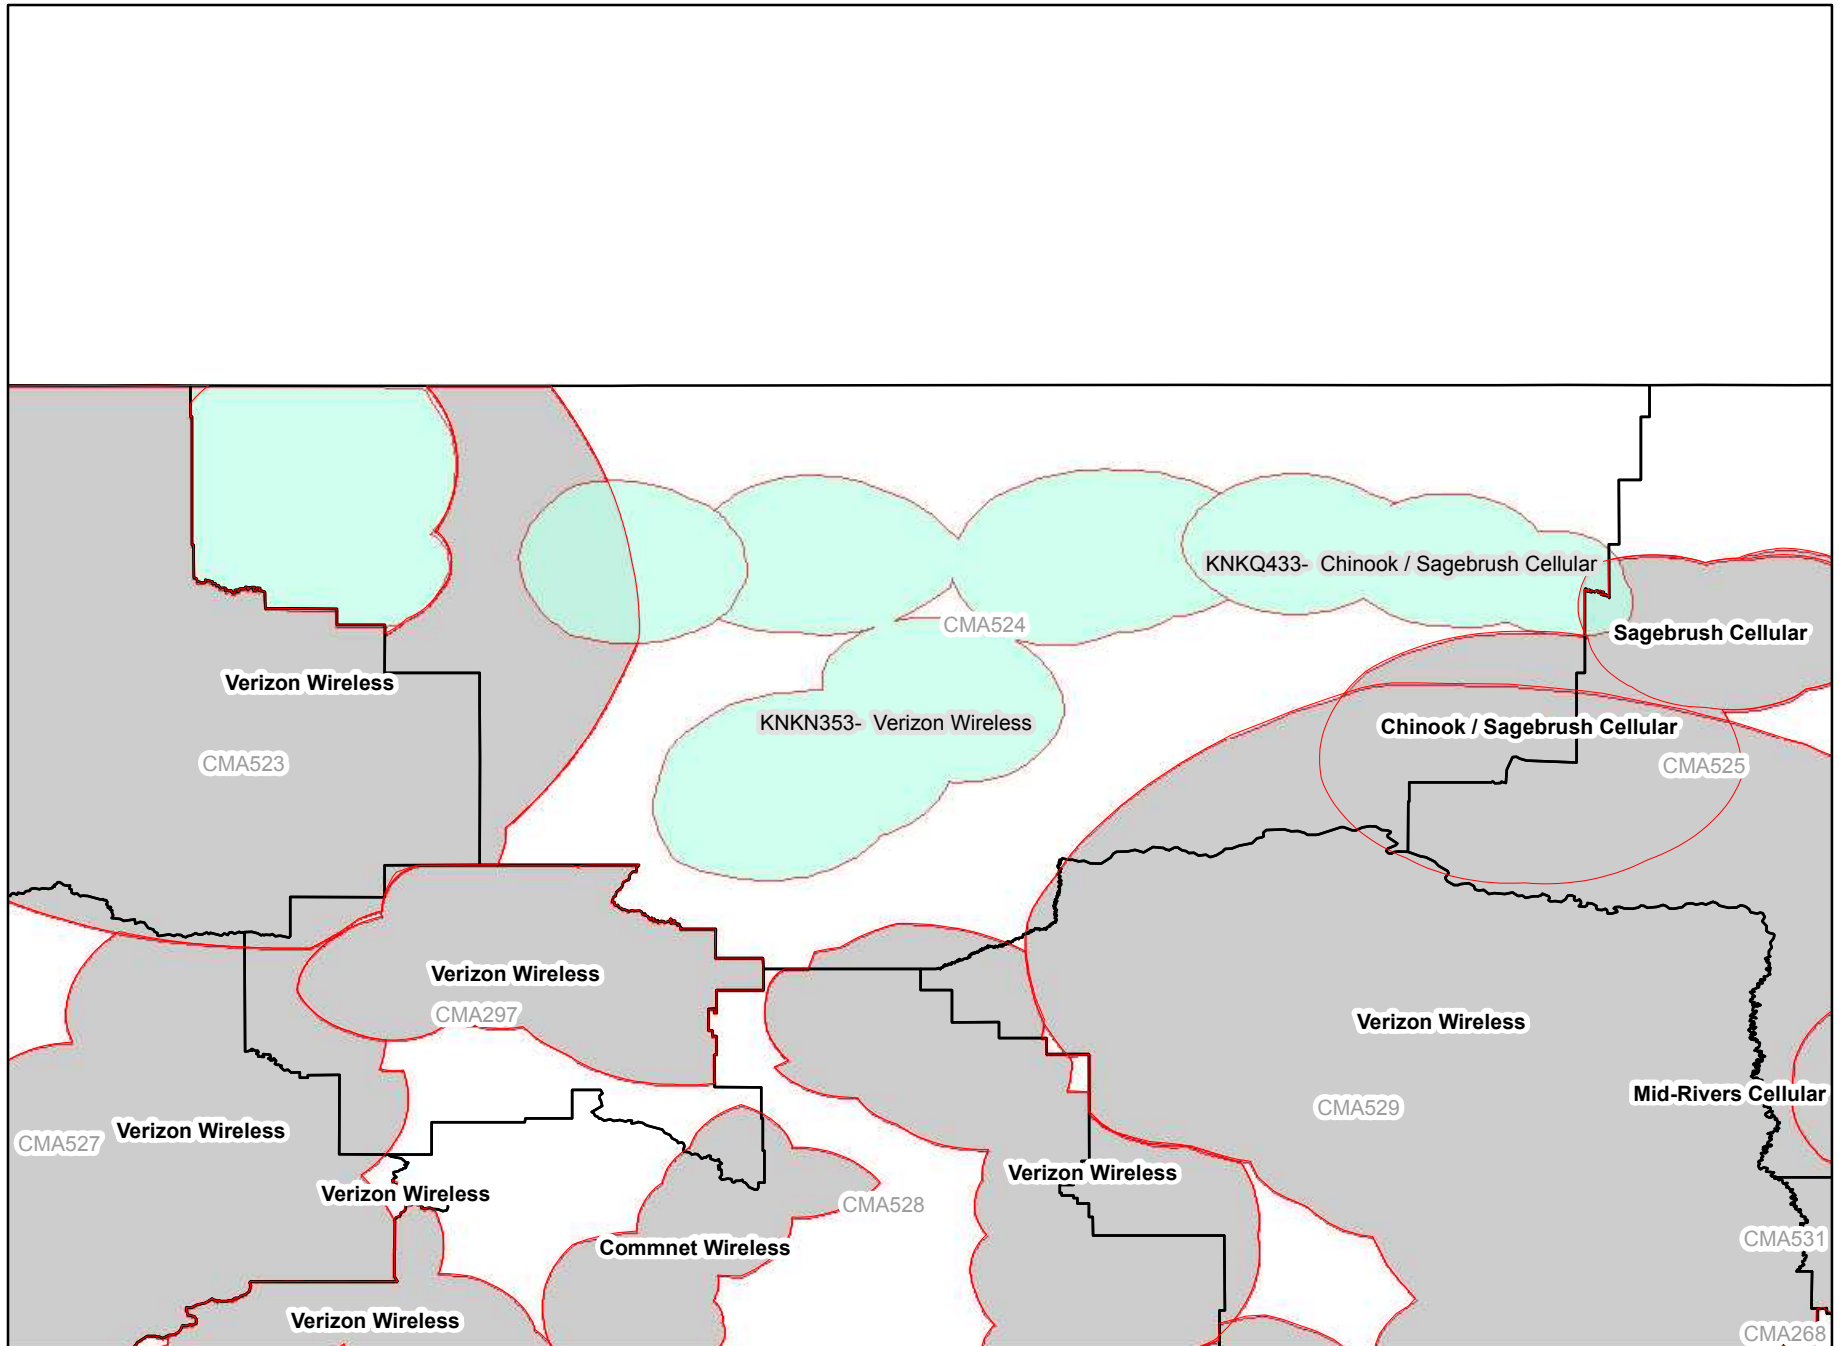 KNKQ433-  Chinook / Sagebrush Cellular
CMA524
Sagebrush Cellular
Verizon Wireless
KNKN353-  Verizon Wireless
Chinook / Sagebrush Cellular
CMA523
CMA525
Verizon Wireless
CMA297
Verizon Wireless
Mid-Rivers Cellular
CMA529
Verizon Wireless
CMA527
Verizon Wireless
Verizon Wireless
CMA528
CMA531
Commnet Wireless
Verizon Wireless
CMA268